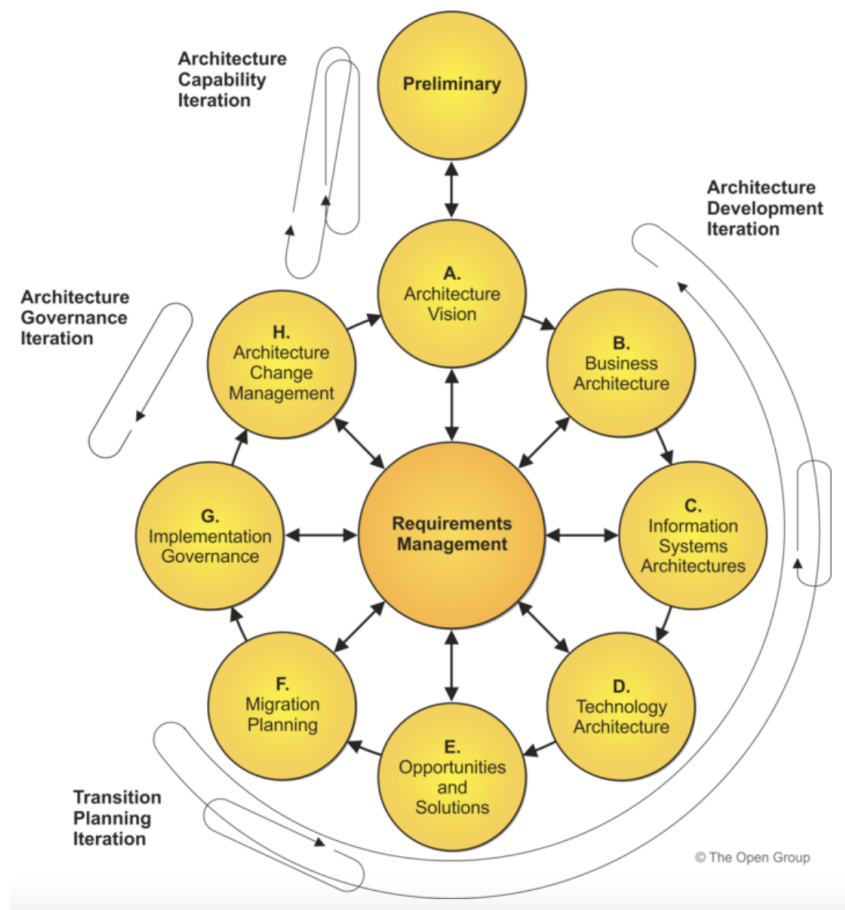 Architecture
Capability
Iteration
Preliminary
Architecture
Development
Iteration
A.
Architecture
Vision
Architecture
Governance
Iteration
H.
Architecture
Change
Management
B.
Business
Architecture
G.
Implementation
Governance
Requirements
Management
C.
Information
Systems
Architectures
F.
Migration
Planning
D.
Technology
Architecture
E.
Opportunities
and
Solutions
Transition
Planning
Iteration
© The Open Group